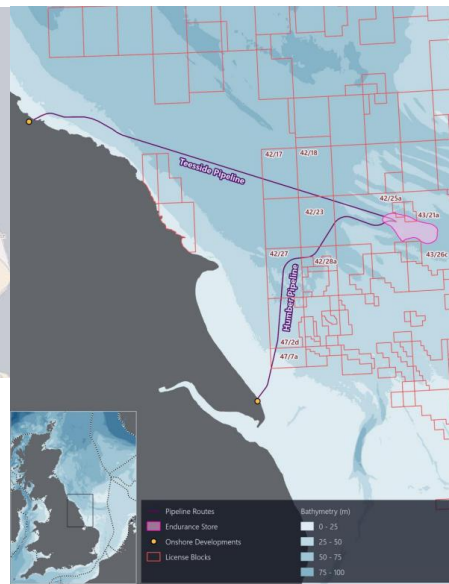 42/17
42/18
Teesside Pipeline
42/25a
42/23
43/21a
42/27
42/28a
43/26c
Humber Pipeline
47/2d
47/7a
Pipeline Routes
Endurance Store
Onshore Developments
License Blocks
Bathymetry (m)
0 - 25
25 - 50
50 - 75
75 - 100